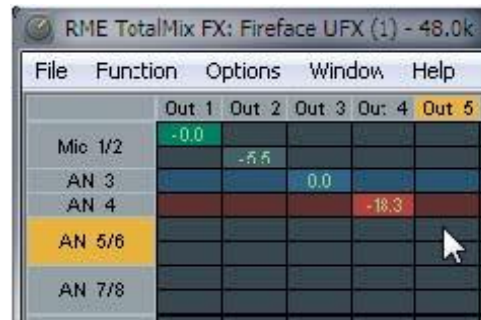 RME TotalMix FX: Fireface UFX (1) - 48.0k
File Function Options Window Help
Out 1 Out 2 Out 3 Out 4 Out 5
Mic 1/2 -0.0
-5.5
AN 3 0.0
AN 4 -18.3
AN 5/6
AN 7/8